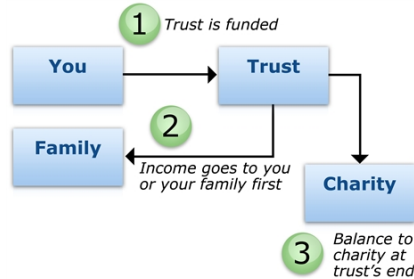 1 Trust is funded
You
Trust
2
Family
Income goes to you
or your family first
Charity
3
Balance to
charity at
trust's end